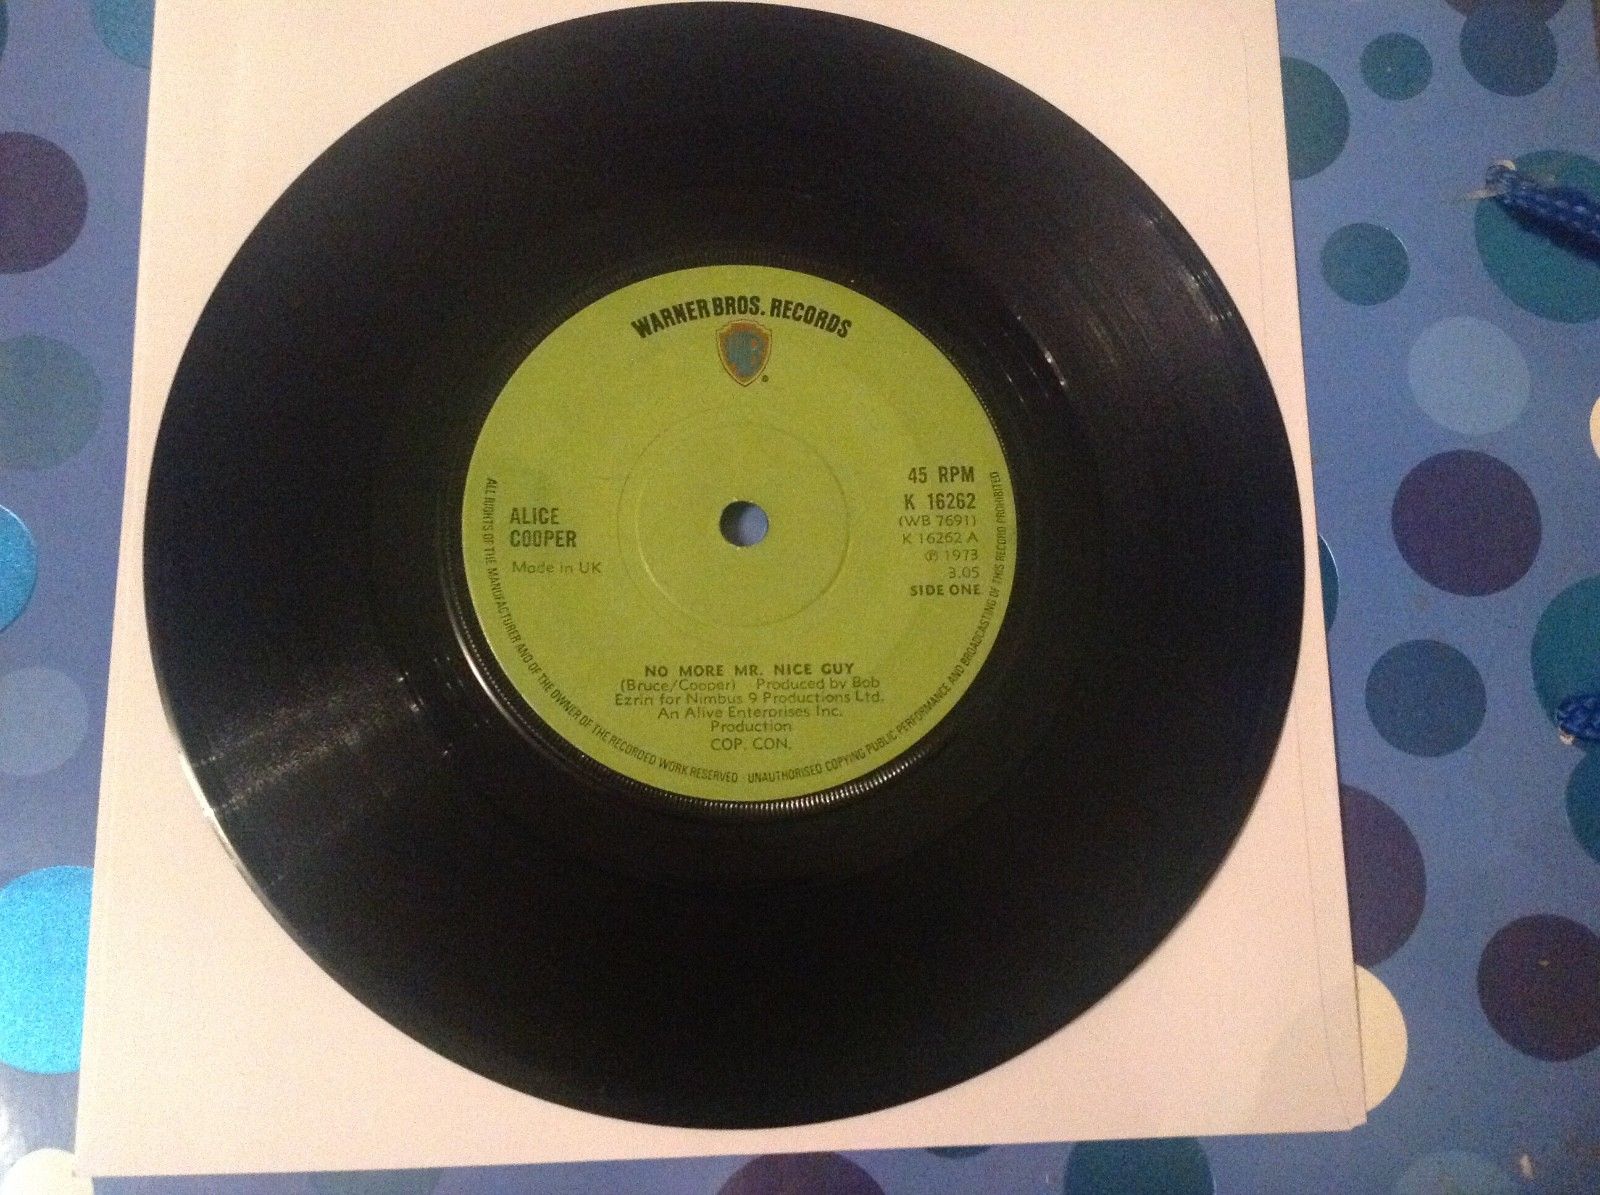 WARNER BROS. RECORDS
WB
®
45 RPM
K 16262
(WB 7691)
K 16262 A
℗ 1973
3.05
SIDE ONE
ALICE
COOPER
Made in UK
NO MORE MR. NICE GUY
(Bruce/Cooper) Produced by Bob
Ezrin for Nimbus 9 Productions Ltd.
An Alive Enterprises Inc.
Production
COP. CON.
ALL RIGHTS OF THE MANUFACTURER AND OF THE OWNER OF THE RECORDED WORK RESERVED · UNAUTHORISED COPYING PUBLIC PERFORMANCE AND BROADCASTING OF THIS RECORD PROHIBITED